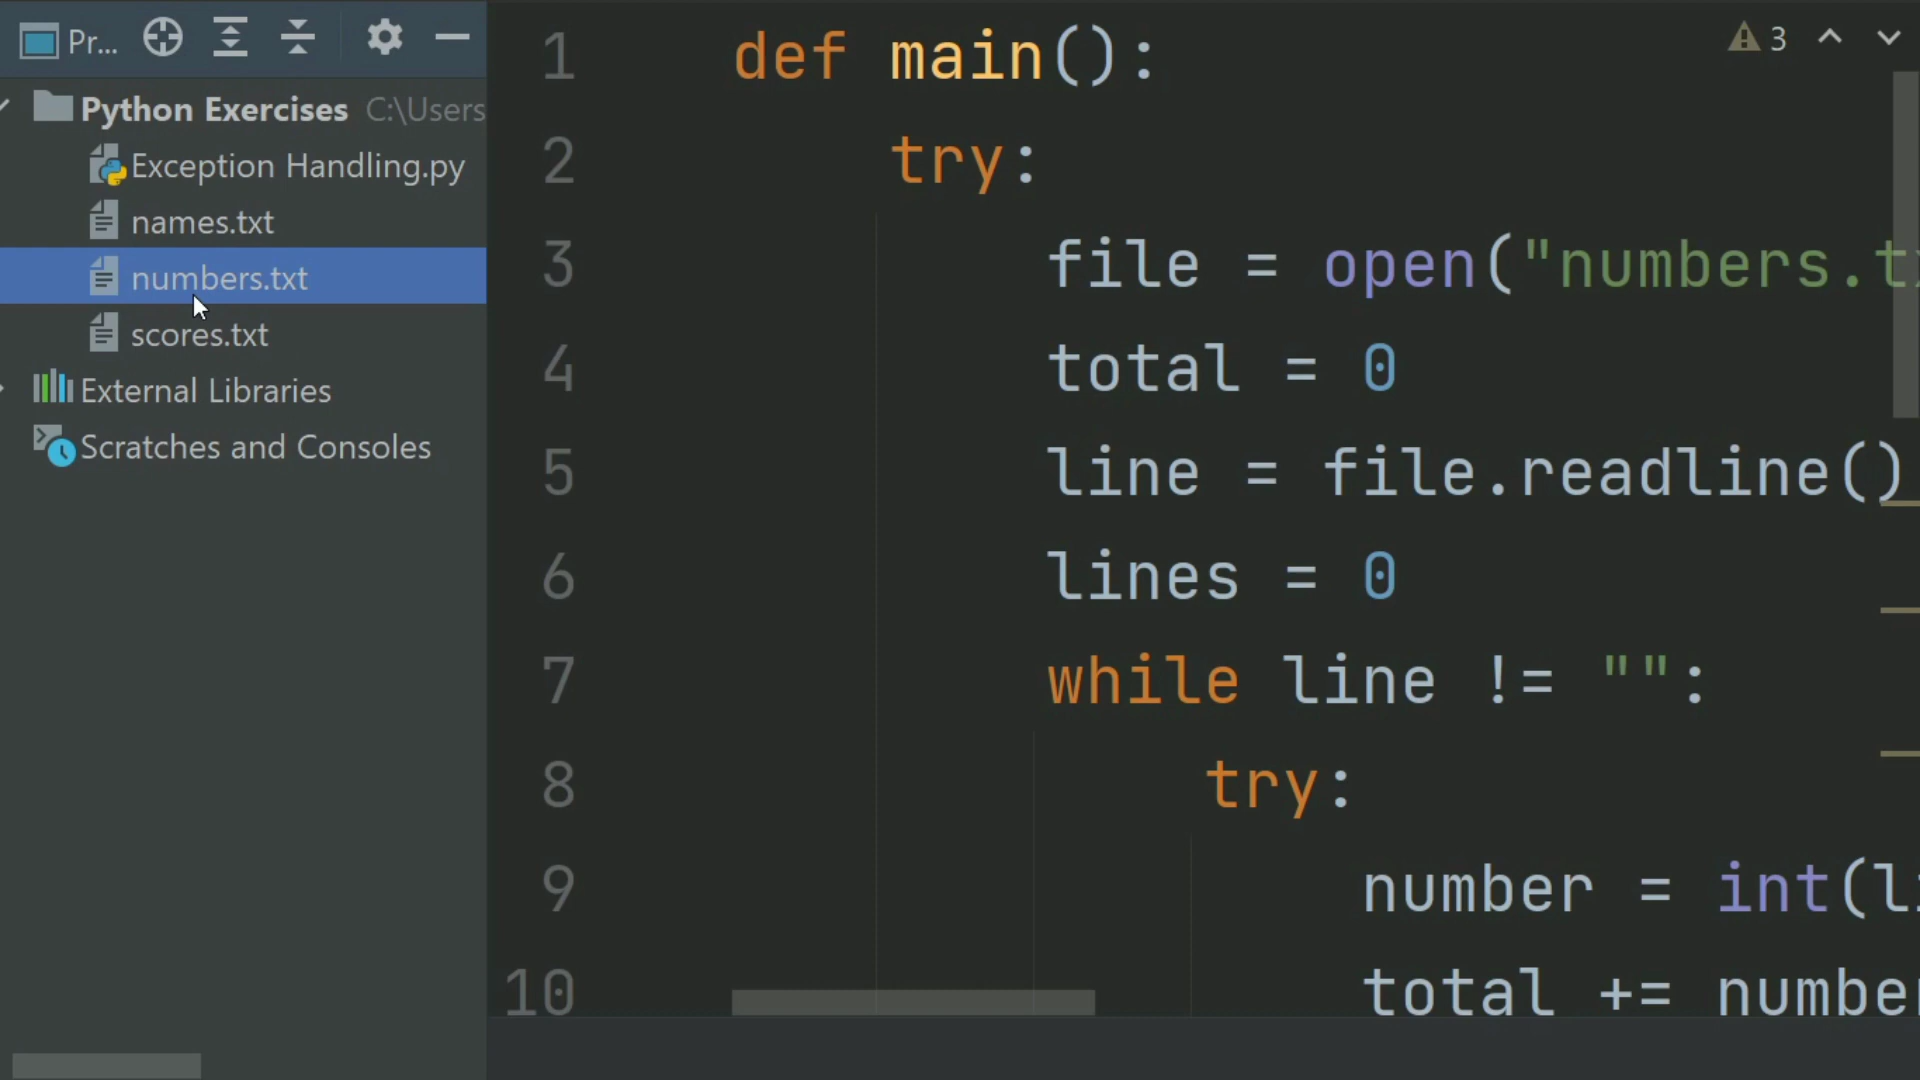 Pr...
Python Exercises C:\Users
Exception Handling.py
names.txt
numbers.txt
scores.txt
External Libraries
Scratches and Consoles
3
1 def main():
2 try:
3 file = open("numbers.t
4 total = 0
5 line = file.readline()
6 lines = 0
7 while line != "":
8 try:
9 number = int(li
10 total += number